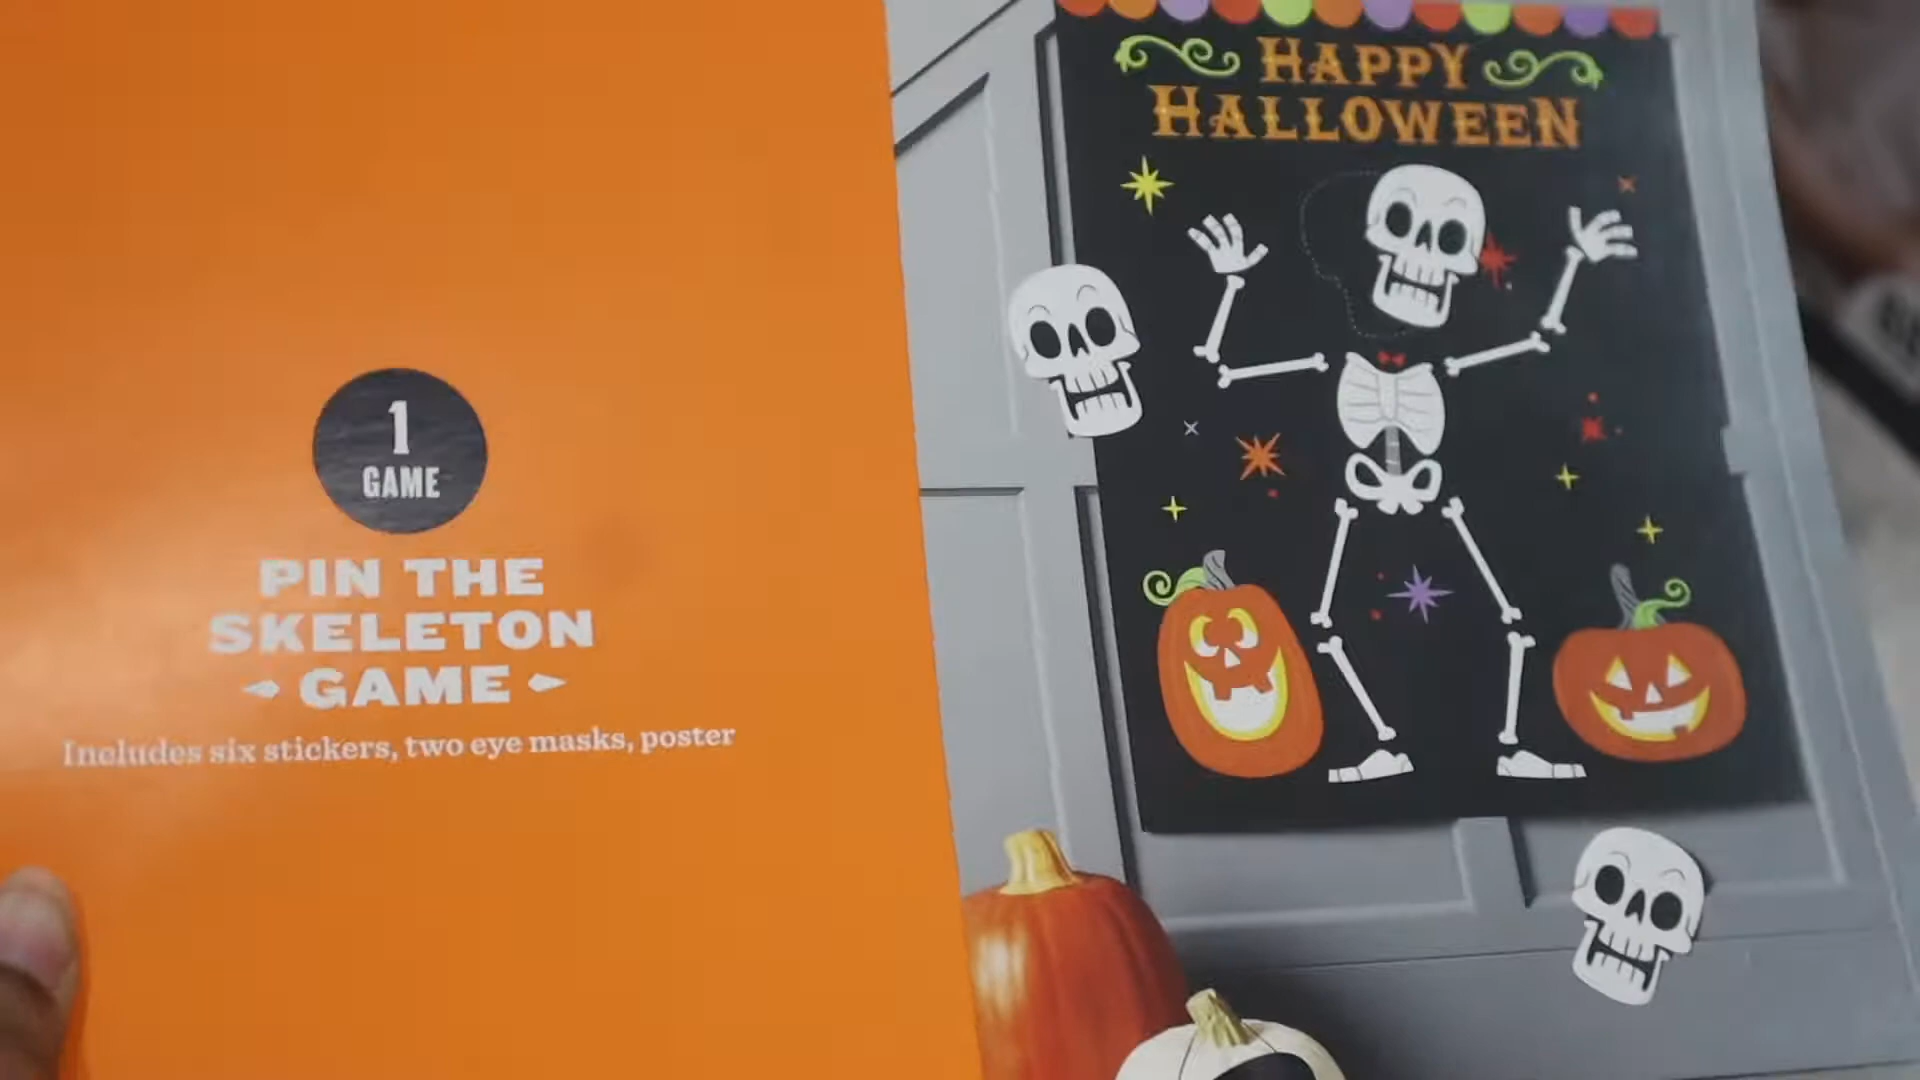 1
GAME
PIN THE
SKELETON
GAME
Includes six stickers, two eye masks, poster
HAPPY
HALLOWEEN